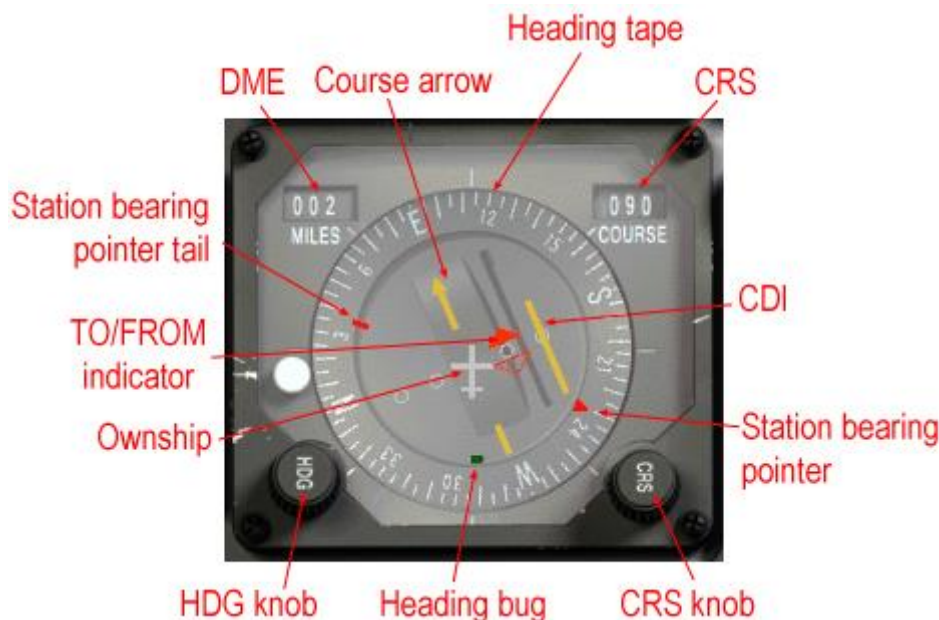 Heading tape
DME
Course arrow
CRS
002
MILES
090
COURSE
Station bearing
pointer tail
E
12
15
6
S
3
CDI
TO/FROM
indicator
21
N
Ownship
24
Station bearing
pointer
33
30
W
HDG
CRS
HDG knob
Heading bug
CRS knob